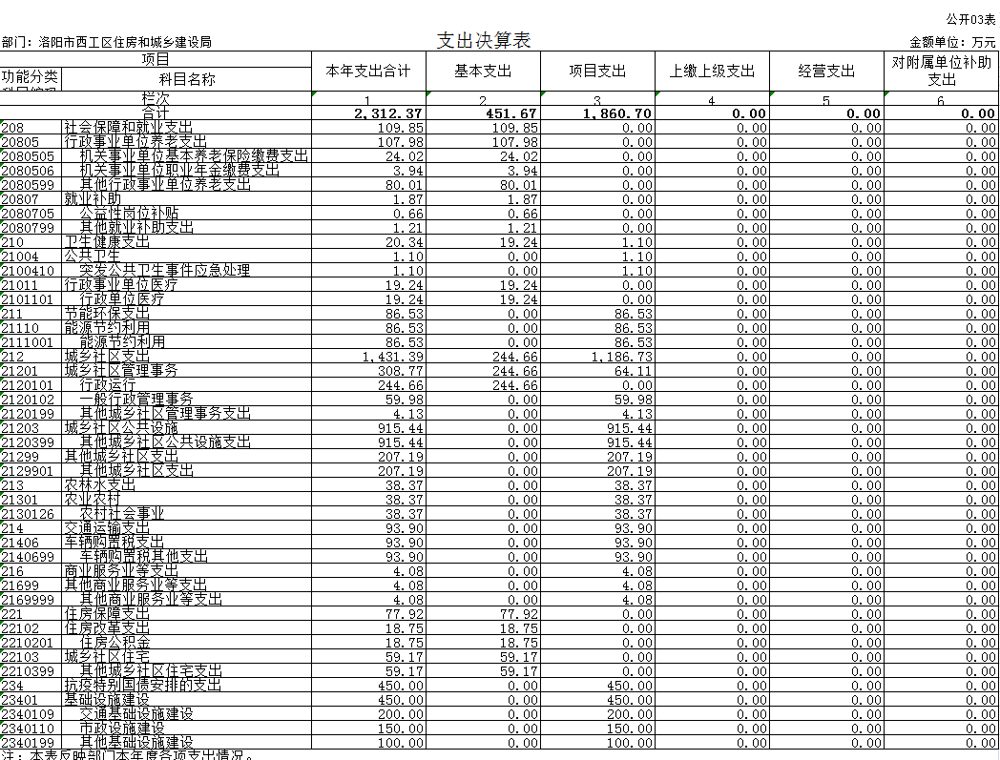 公开03表
支出决算表
部门：洛阳市西工区住房和城乡建设局 金额单位：万元
项目 本年支出合计 基本支出 项目支出 上缴上级支出 经营支出 对附属单位补助支出
功能分类科目编码 科目名称
栏次 1 2 3 4 5 6
合计 2,312.37 451.67 1,860.70 0.00 0.00 0.00
208 社会保障和就业支出 109.85 109.85 0.00 0.00 0.00 0.00
20805 行政事业单位养老支出 107.98 107.98 0.00 0.00 0.00 0.00
2080505 机关事业单位基本养老保险缴费支出 24.02 24.02 0.00 0.00 0.00 0.00
2080506 机关事业单位职业年金缴费支出 3.94 3.94 0.00 0.00 0.00 0.00
2080599 其他行政事业单位养老支出 80.01 80.01 0.00 0.00 0.00 0.00
20807 就业补助 1.87 1.87 0.00 0.00 0.00 0.00
2080705 公益性岗位补贴 0.66 0.66 0.00 0.00 0.00 0.00
2080799 其他就业补助支出 1.21 1.21 0.00 0.00 0.00 0.00
210 卫生健康支出 20.34 19.24 1.10 0.00 0.00 0.00
21004 公共卫生 1.10 0.00 1.10 0.00 0.00 0.00
2100410 突发公共卫生事件应急处理 1.10 0.00 1.10 0.00 0.00 0.00
21011 行政事业单位医疗 19.24 19.24 0.00 0.00 0.00 0.00
2101101 行政单位医疗 19.24 19.24 0.00 0.00 0.00 0.00
211 节能环保支出 86.53 0.00 86.53 0.00 0.00 0.00
21110 能源节约利用 86.53 0.00 86.53 0.00 0.00 0.00
2111001 能源节约利用 86.53 0.00 86.53 0.00 0.00 0.00
212 城乡社区支出 1,431.39 244.66 1,186.73 0.00 0.00 0.00
21201 城乡社区管理事务 308.77 244.66 64.11 0.00 0.00 0.00
2120101 行政运行 244.66 244.66 0.00 0.00 0.00 0.00
2120102 一般行政管理事务 59.98 0.00 59.98 0.00 0.00 0.00
2120199 其他城乡社区管理事务支出 4.13 0.00 4.13 0.00 0.00 0.00
21203 城乡社区公共设施 915.44 0.00 915.44 0.00 0.00 0.00
2120399 其他城乡社区公共设施支出 915.44 0.00 915.44 0.00 0.00 0.00
21299 其他城乡社区支出 207.19 0.00 207.19 0.00 0.00 0.00
2129901 其他城乡社区支出 207.19 0.00 207.19 0.00 0.00 0.00
213 农林水支出 38.37 0.00 38.37 0.00 0.00 0.00
21301 农业农村 38.37 0.00 38.37 0.00 0.00 0.00
2130126 农村社会事业 38.37 0.00 38.37 0.00 0.00 0.00
214 交通运输支出 93.90 0.00 93.90 0.00 0.00 0.00
21406 车辆购置税支出 93.90 0.00 93.90 0.00 0.00 0.00
2140699 车辆购置税其他支出 93.90 0.00 93.90 0.00 0.00 0.00
216 商业服务业等支出 4.08 0.00 4.08 0.00 0.00 0.00
21699 其他商业服务业等支出 4.08 0.00 4.08 0.00 0.00 0.00
2169999 其他商业服务业等支出 4.08 0.00 4.08 0.00 0.00 0.00
221 住房保障支出 77.92 77.92 0.00 0.00 0.00 0.00
22102 住房改革支出 18.75 18.75 0.00 0.00 0.00 0.00
2210201 住房公积金 18.75 18.75 0.00 0.00 0.00 0.00
22103 城乡社区住宅 59.17 59.17 0.00 0.00 0.00 0.00
2210399 其他城乡社区住宅支出 59.17 59.17 0.00 0.00 0.00 0.00
234 抗疫特别国债安排的支出 450.00 0.00 450.00 0.00 0.00 0.00
23401 基础设施建设 450.00 0.00 450.00 0.00 0.00 0.00
2340109 交通基础设施建设 200.00 0.00 200.00 0.00 0.00 0.00
2340110 市政设施建设 150.00 0.00 150.00 0.00 0.00 0.00
2340199 其他基础设施建设 100.00 0.00 100.00 0.00 0.00 0.00
注：本表反映部门本年度各项支出情况。